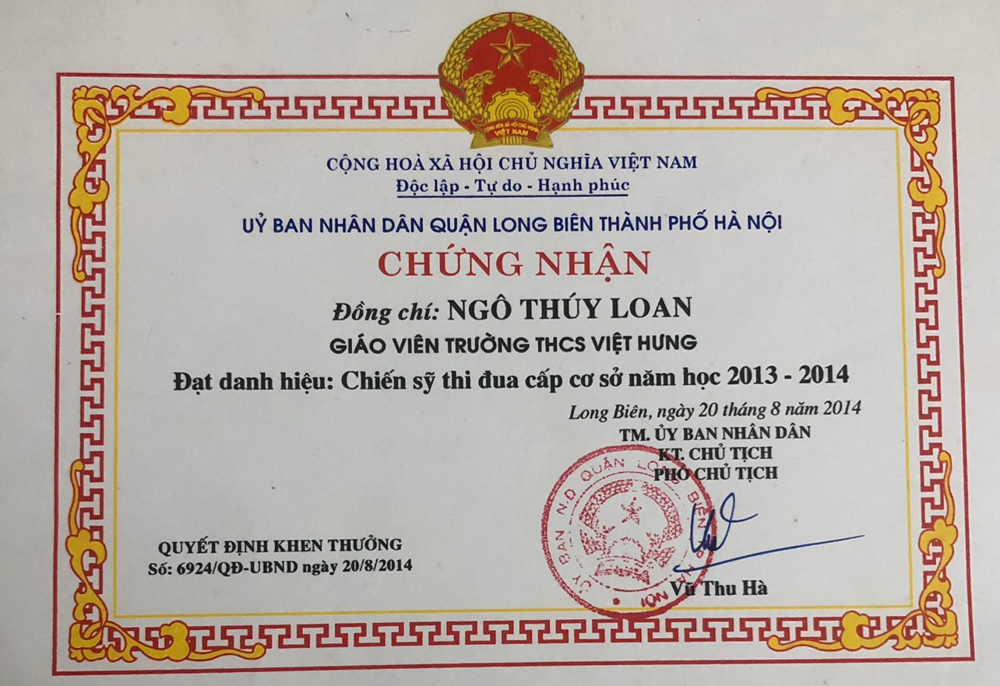 CỘNG HÒA XÃ HỘI CHỦ NGHĨA
VIỆT NAM
CỘNG HOÀ XÃ HỘI CHỦ NGHĨA VIỆT NAM
Độc lập - Tự do - Hạnh phúc
UỶ BAN NHÂN DÂN QUẬN LONG BIÊN THÀNH PHỐ HÀ NỘI
CHỨNG NHẬN
Đồng chí: NGÔ THÚY LOAN
GIÁO VIÊN TRƯỜNG THCS VIỆT HƯNG
Đạt danh hiệu: Chiến sỹ thi đua cấp cơ sở năm học 2013 - 2014
Long Biên, ngày 20 tháng 8 năm 2014
TM. ỦY BAN NHÂN DÂN
KT. CHỦ TỊCH
PHÓ CHỦ TỊCH
ỦY BAN N.D QUẬN LONG BIÊN T.P HÀ NỘI
Vũ Thu Hà
QUYẾT ĐỊNH KHEN THƯỞNG
Số: 6924/QĐ-UBND ngày 20/8/2014